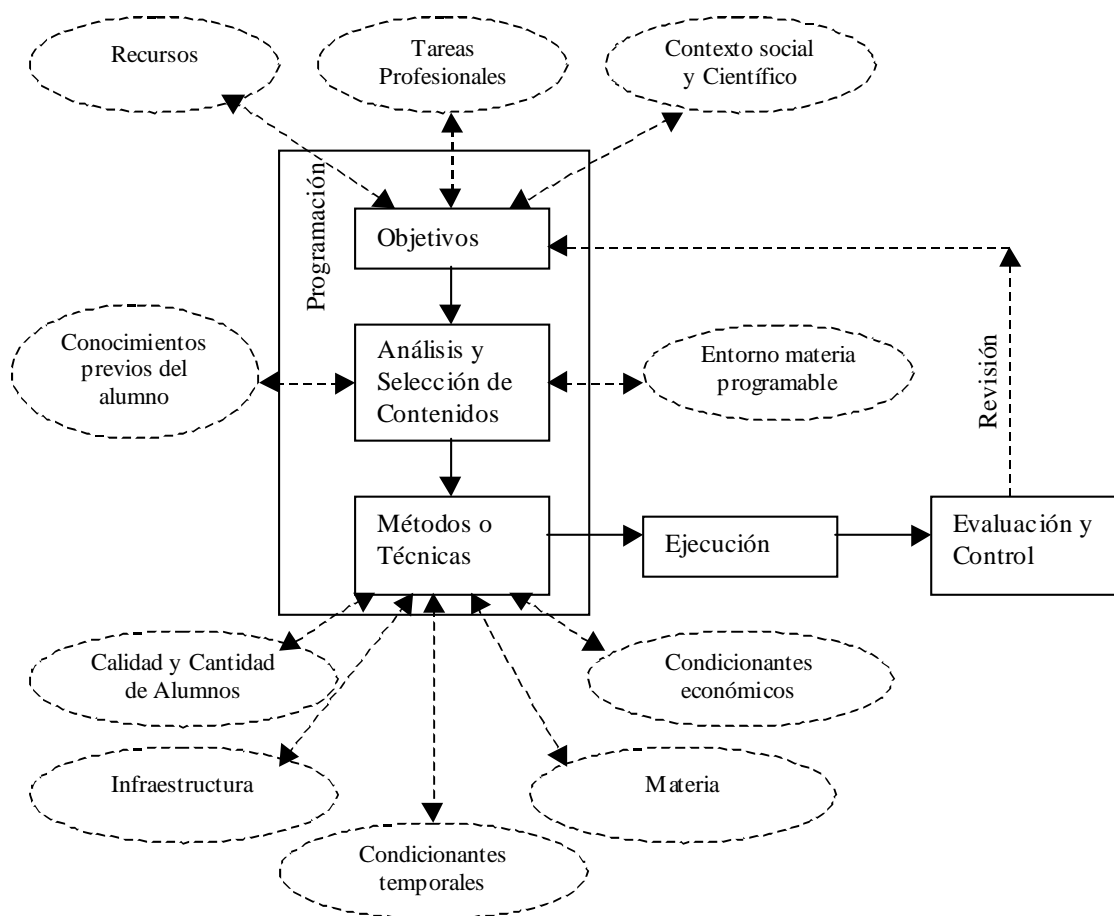 Recursos
Tareas
Profesionales
Contexto social
y Científico
Programación
Objetivos
Conocimientos
previos del
alumno
Análisis y
Selección de
Contenidos
Entorno materia
programable
Revisión
Métodos o
Técnicas
Ejecución
Evaluación y
Control
Calidad y Cantidad
de Alumnos
Condicionantes
económicos
Infraestructura
Materia
Condicionantes
temporales